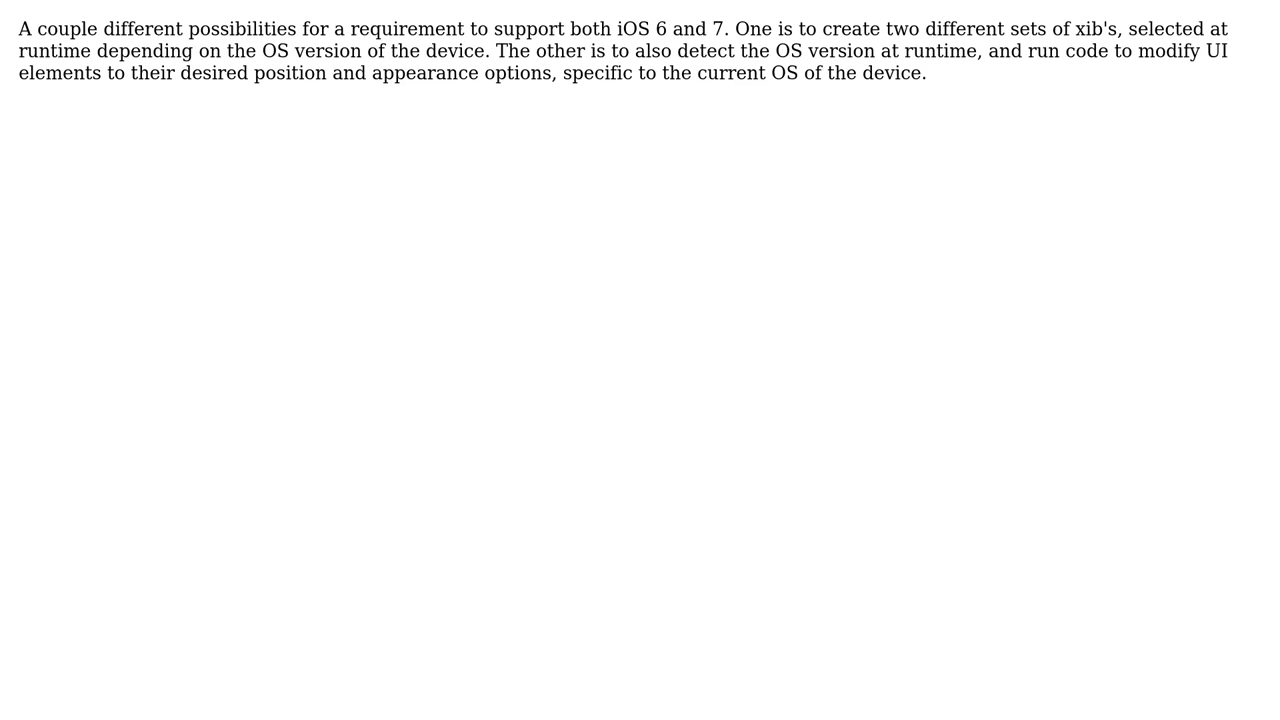 A couple different possibilities for a requirement to support both iOS 6 and 7. One is to create two different sets of xib's, selected at
runtime depending on the OS version of the device. The other is to also detect the OS version at runtime, and run code to modify UI
elements to their desired position and appearance options, specific to the current OS of the device.